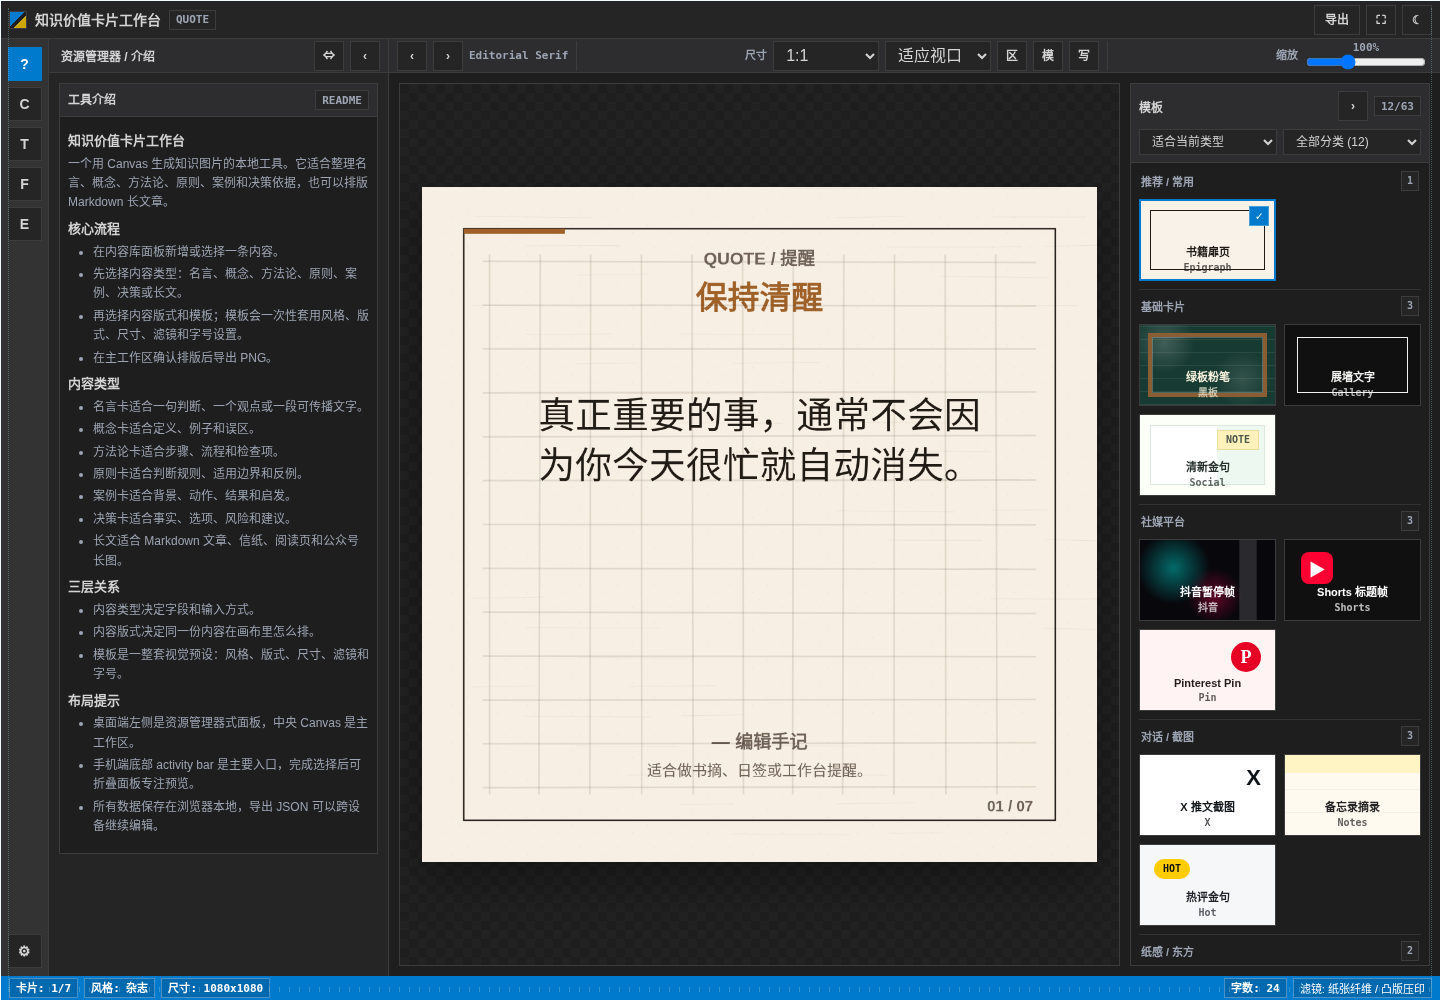 知识价值卡片工作台 QUOTE 导出
? 资源管理器 / 介绍 ‹ ‹ › Editorial Serif 尺寸 1:1 适应视口 区 模 写 缩放 100%
C
T
F
E
工具介绍 README
知识价值卡片工作台
一个用 Canvas 生成知识图片的本地工具。它适合整理名
言、概念、方法论、原则、案例和决策依据，也可以排版
Markdown 长文章。
核心流程
• 在内容库面板新增或选择一条内容。
• 先选择内容类型：名言、概念、方法论、原则、案
例、决策或长文。
• 再选择内容版式和模板；模板会一次性套用风格、版
式、尺寸、滤镜和字号设置。
• 在主工作区确认排版后导出 PNG。
内容类型
• 名言卡适合一句判断、一个观点或一段可传播文字。
• 概念卡适合定义、例子和误区。
• 方法论卡适合步骤、流程和检查项。
• 原则卡适合判断规则、适用边界和反例。
• 案例卡适合背景、动作、结果和启发。
• 决策卡适合事实、选项、风险和建议。
• 长文适合 Markdown 文章、信纸、阅读页和公众号
长图。
三层关系
• 内容类型决定字段和输入方式。
• 内容版式决定同一份内容在画布里怎么排。
• 模板是一整套视觉预设：风格、版式、尺寸、滤镜和
字号。
布局提示
• 桌面端左侧是资源管理器式面板，中央 Canvas 是主
工作区。
• 手机端底部 activity bar 是主要入口，完成选择后可
折叠面板专注预览。
• 所有数据保存在浏览器本地，导出 JSON 可以跨设
备继续编辑。
QUOTE / 提醒
保持清醒
真正重要的事，通常不会因
为你今天很忙就自动消失。
— 编辑手记
适合做书摘、日签或工作台提醒。
01 / 07
模板 › 12/63
适合当前类型 全部分类 (12)
推荐 / 常用 1
✓
书籍扉页
Epigraph
基础卡片 3
绿板粉笔
黑板
展墙文字
Gallery
NOTE
清新金句
Social
社媒平台 3
抖音暂停帧
抖音
Shorts 标题帧
Shorts
P
Pinterest Pin
Pin
对话 / 截图 3
X
X 推文截图
X
备忘录摘录
Notes
HOT
热评金句
Hot
纸感 / 东方 2
卡片: 1/7 风格: 杂志 尺寸: 1080x1080 字数: 24 滤镜: 纸张纤维 / 凸版压印